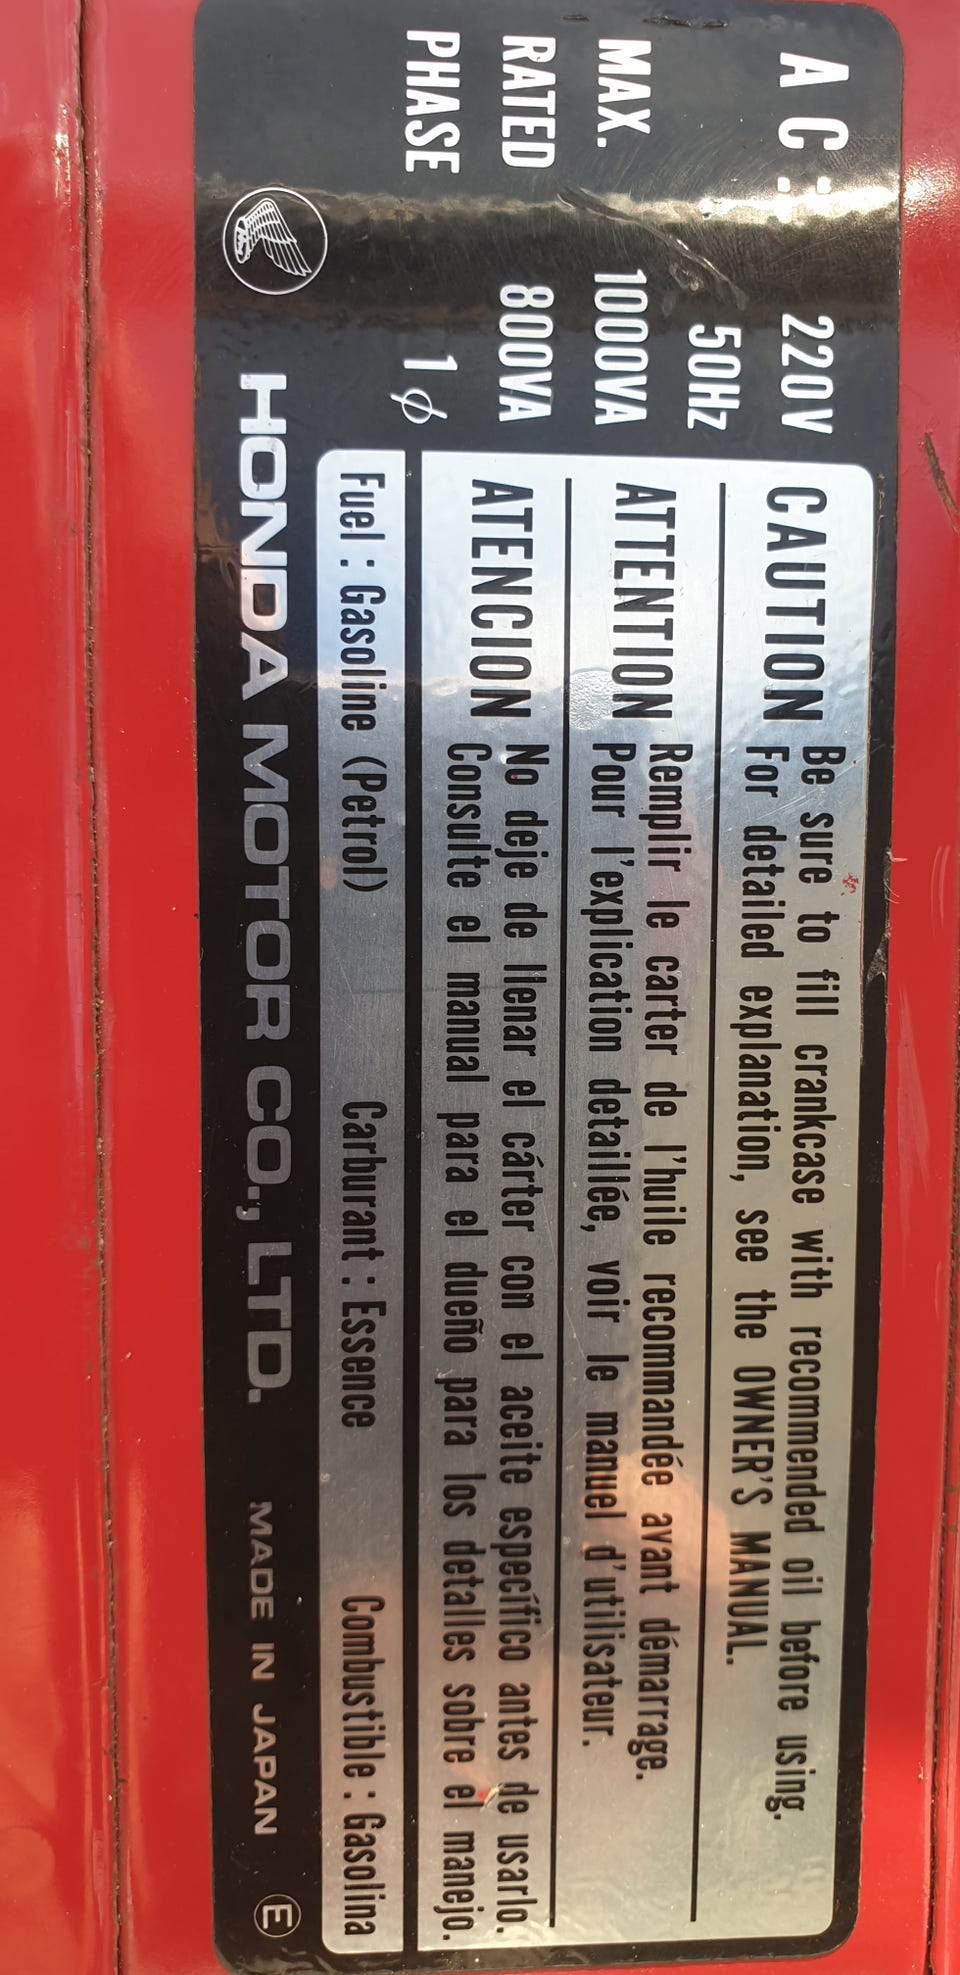 AC: 220V
50Hz
MAX. 1000VA
RATED 800VA
PHASE 1 ϕ
CAUTION Be sure to fill crankcase with recommended oil before using.
For detailed explanation, see the OWNER'S MANUAL.
ATTENTION Remplir le carter de l'huile recommandée avant démarrage.
Pour l'explication detaillée, voir le manuel d'utilisateur.
ATENCION No deje de llenar el cárter con el aceite específico antes de usarlo.
Consulte el manual para el dueño para los detalles sobre el manejo.
Fuel : Gasoline (Petrol) Carburant : Essence Combustible : Gasolina
HONDA MOTOR CO., LTD. MADE IN JAPAN E